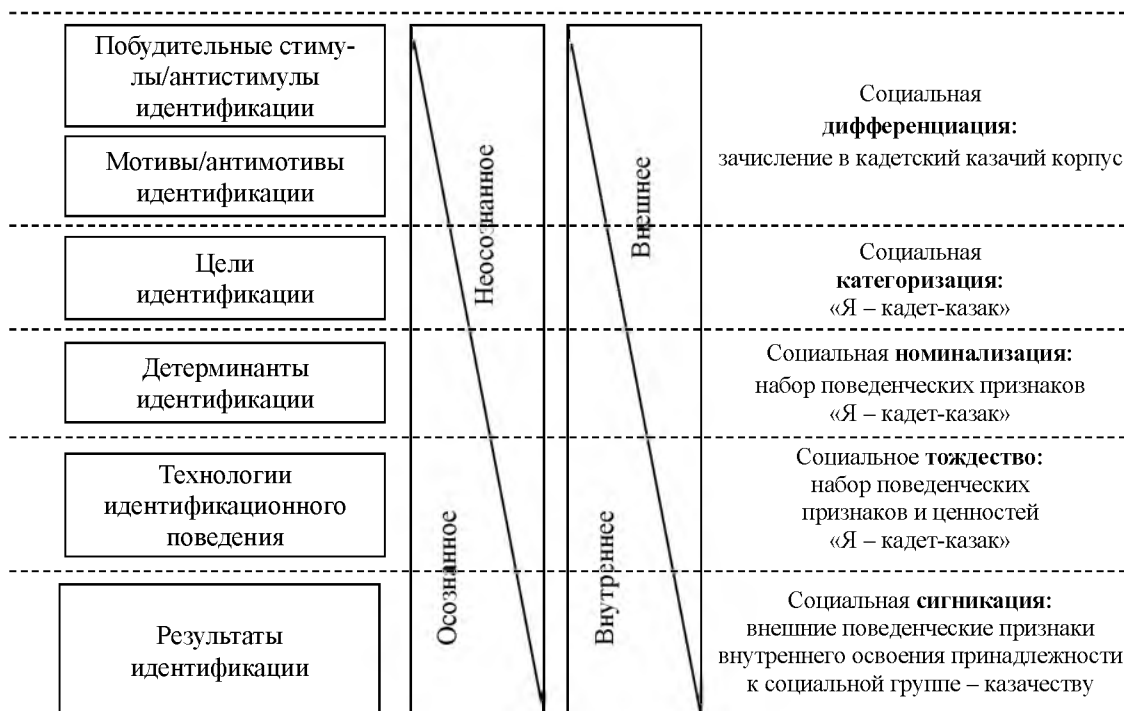 Побудительные стиму-
лы/антистимулы
идентификации
Мотивы/антимотивы
идентификации
Цели
идентификации
Детерминанты
идентификации
Технологии
идентификационного
поведения
Результаты
идентификации
Неосознанное
Осознанное
Внешнее
Внутреннее
Социальная
дифференциация:
зачисление в кадетский казачий корпус
Социальная
категоризация:
«Я – кадет-казак»
Социальная номинализация:
набор поведенческих признаков
«Я – кадет-казак»
Социальное тождество:
набор поведенческих
признаков и ценностей
«Я – кадет-казак»
Социальная сигникация:
внешние поведенческие признаки
внутреннего освоения принадлежности
к социальной группе – казачеству